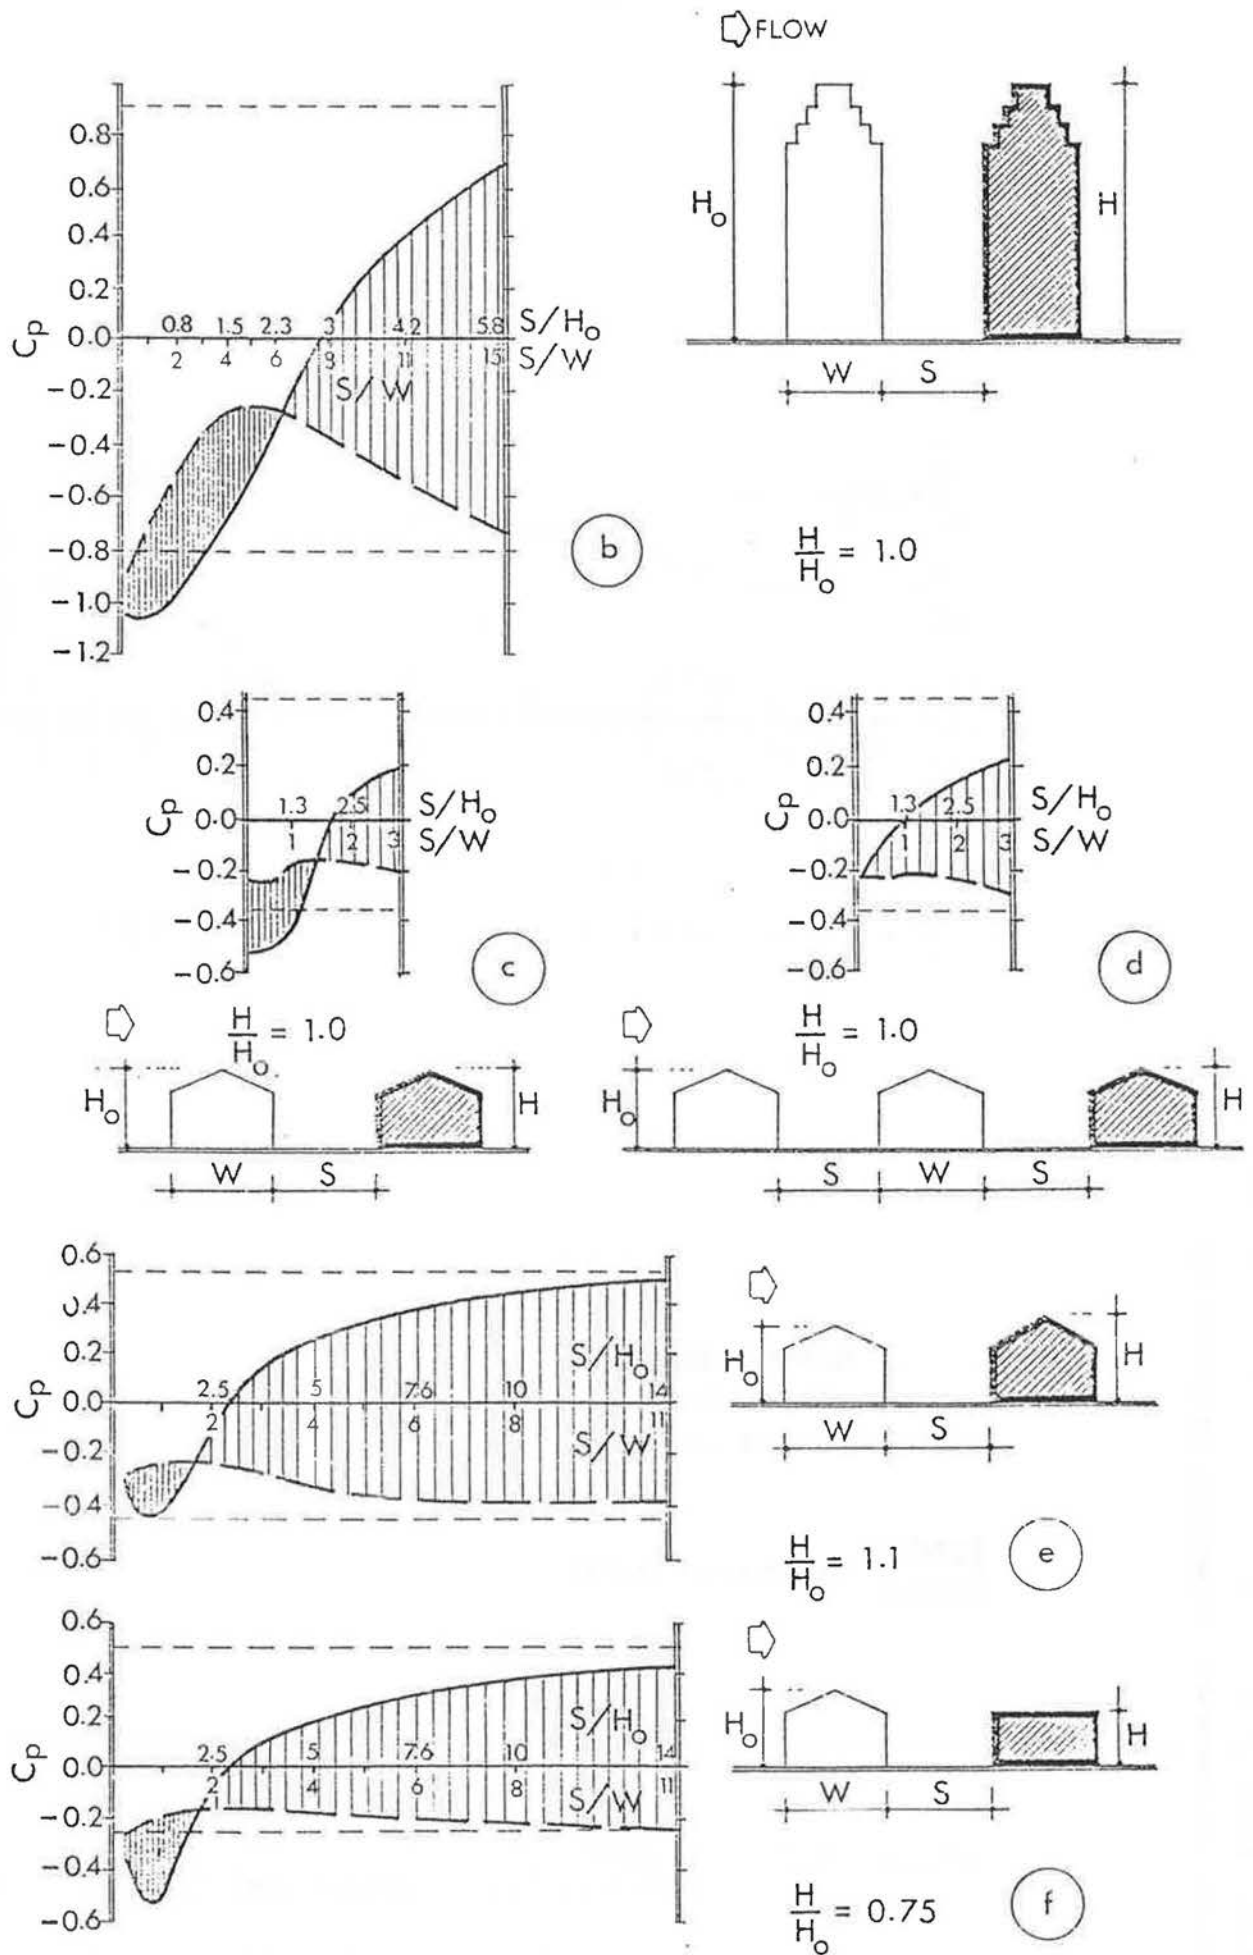 FLOW
0.8
0.6
0.4
0.2
0.0
−0.2
−0.4
−0.6
−0.8
−1.0
−1.2
Cp
0.8 1.5 2.3 3 4.2 5.8 S/Ho
2 4 6 8 11 15 S/W
S/W
Ho
H
W S
b
H/Ho = 1.0
0.4
0.2
0.0
−0.2
−0.4
−0.6
Cp
1.3 2.5 S/Ho
1 2 3 S/W
c
H/Ho = 1.0
Ho
H
W S
0.4
0.2
0.0
−0.2
−0.4
−0.6
Cp
1.3 2.5 S/Ho
1 2 3 S/W
d
H/Ho = 1.0
Ho
H
S W S
0.6
0.4
0.2
0.0
−0.2
−0.4
−0.6
Cp
S/Ho
2.5 5 7.6 10 14
2 4 6 8 11
S/W
Ho
H
W S
H/Ho = 1.1
e
0.6
0.4
0.2
0.0
−0.2
−0.4
−0.6
Cp
S/Ho
2.5 5 7.6 10 14
2 4 6 8 11
S/W
Ho
H
W S
H/Ho = 0.75
f